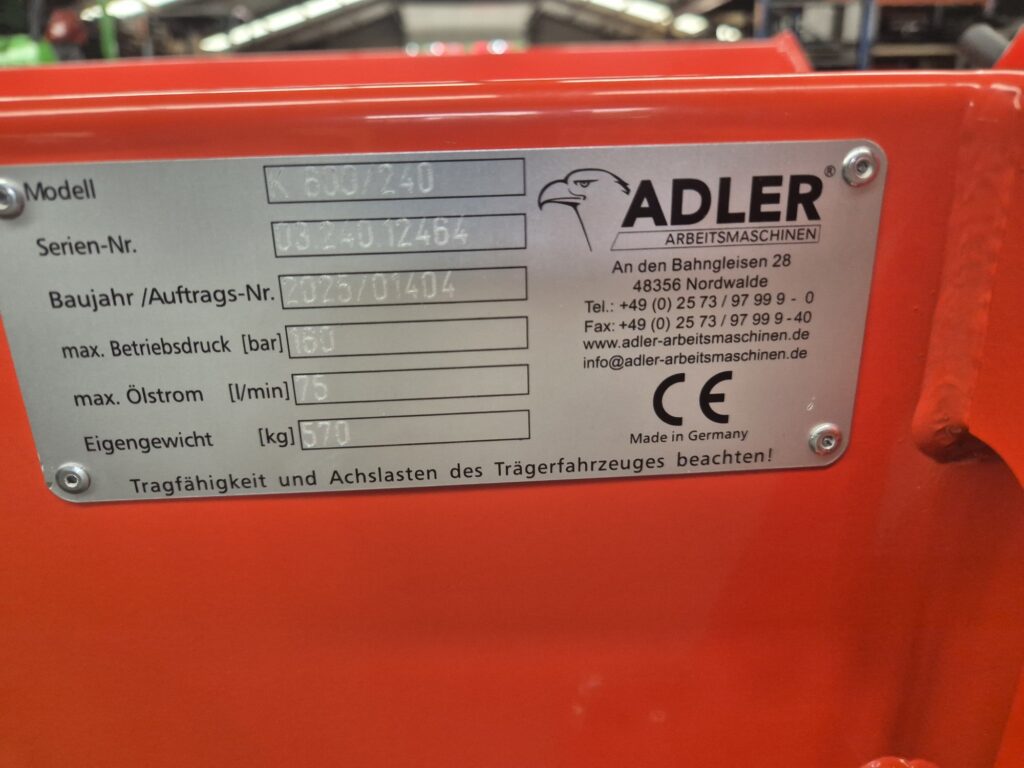 Modell K 600/240
Serien-Nr. 03.240.12464
Baujahr /Auftrags-Nr. 2025/01404
max. Betriebsdruck [bar] 160
max. Ölstrom [l/min] 75
Eigengewicht [kg] 570
ADLER®
ARBEITSMASCHINEN
An den Bahngleisen 28
48356 Nordwalde
Tel.: +49 (0) 25 73 / 97 99 9 - 0
Fax: +49 (0) 25 73 / 97 99 9 - 40
www.adler-arbeitsmaschinen.de
info@adler-arbeitsmaschinen.de
CE
Made in Germany
Tragfähigkeit und Achslasten des Trägerfahrzeuges beachten!